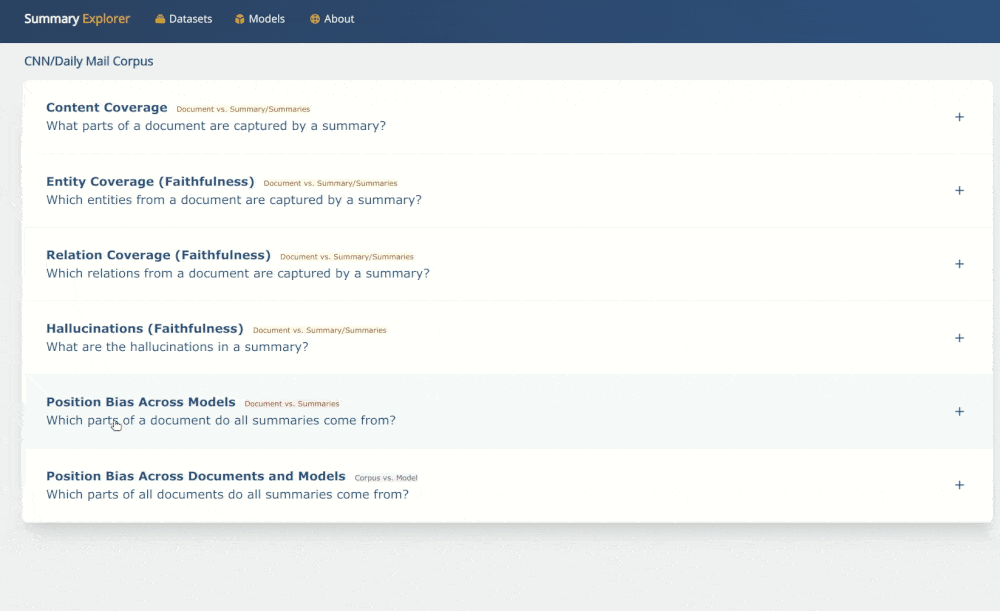 Summary Explorer Datasets Models About
CNN/Daily Mail Corpus
Content Coverage Document vs. Summary/Summaries
What parts of a document are captured by a summary?
+
Entity Coverage (Faithfulness) Document vs. Summary/Summaries
Which entities from a document are captured by a summary?
+
Relation Coverage (Faithfulness) Document vs. Summary/Summaries
Which relations from a document are captured by a summary?
+
Hallucinations (Faithfulness) Document vs. Summary/Summaries
What are the hallucinations in a summary?
+
Position Bias Across Models Document vs. Summaries
Which parts of a document do all summaries come from?
+
Position Bias Across Documents and Models Corpus vs. Model
Which parts of all documents do all summaries come from?
+